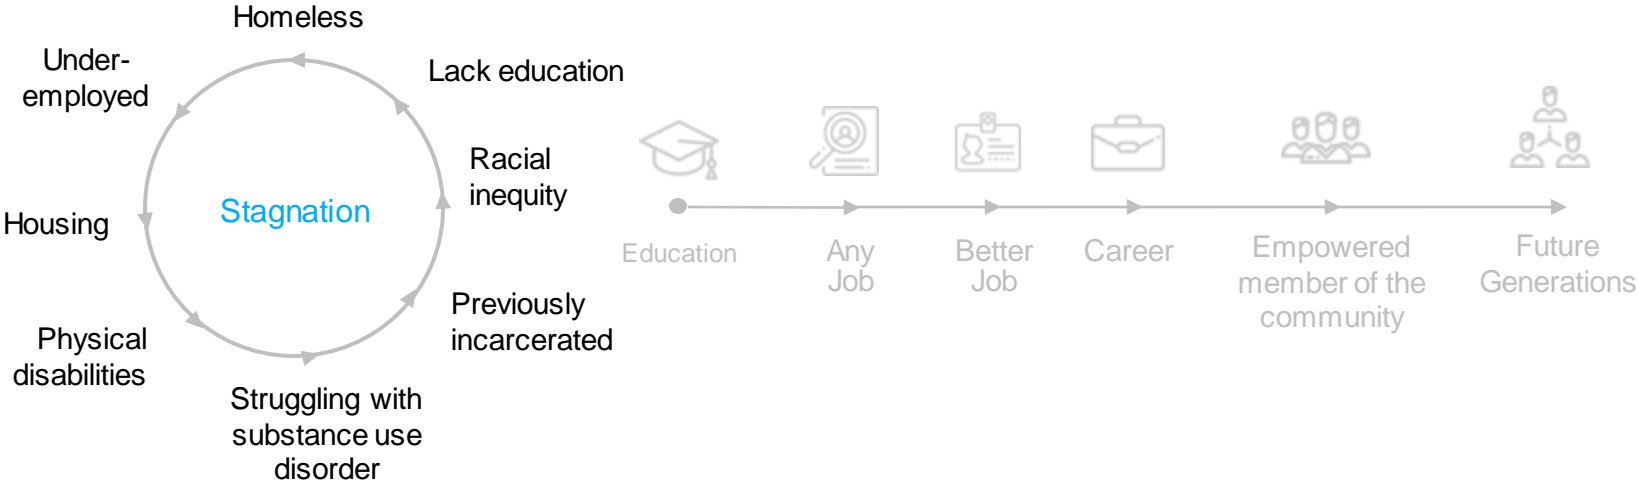 Homeless
Under-
employed
Lack education
Racial
inequity
Stagnation
Housing
Previously
incarcerated
Physical
disabilities
Struggling with
substance use
disorder
Education
Any
Job
Better
Job
Career
Empowered
member of the
community
Future
Generations